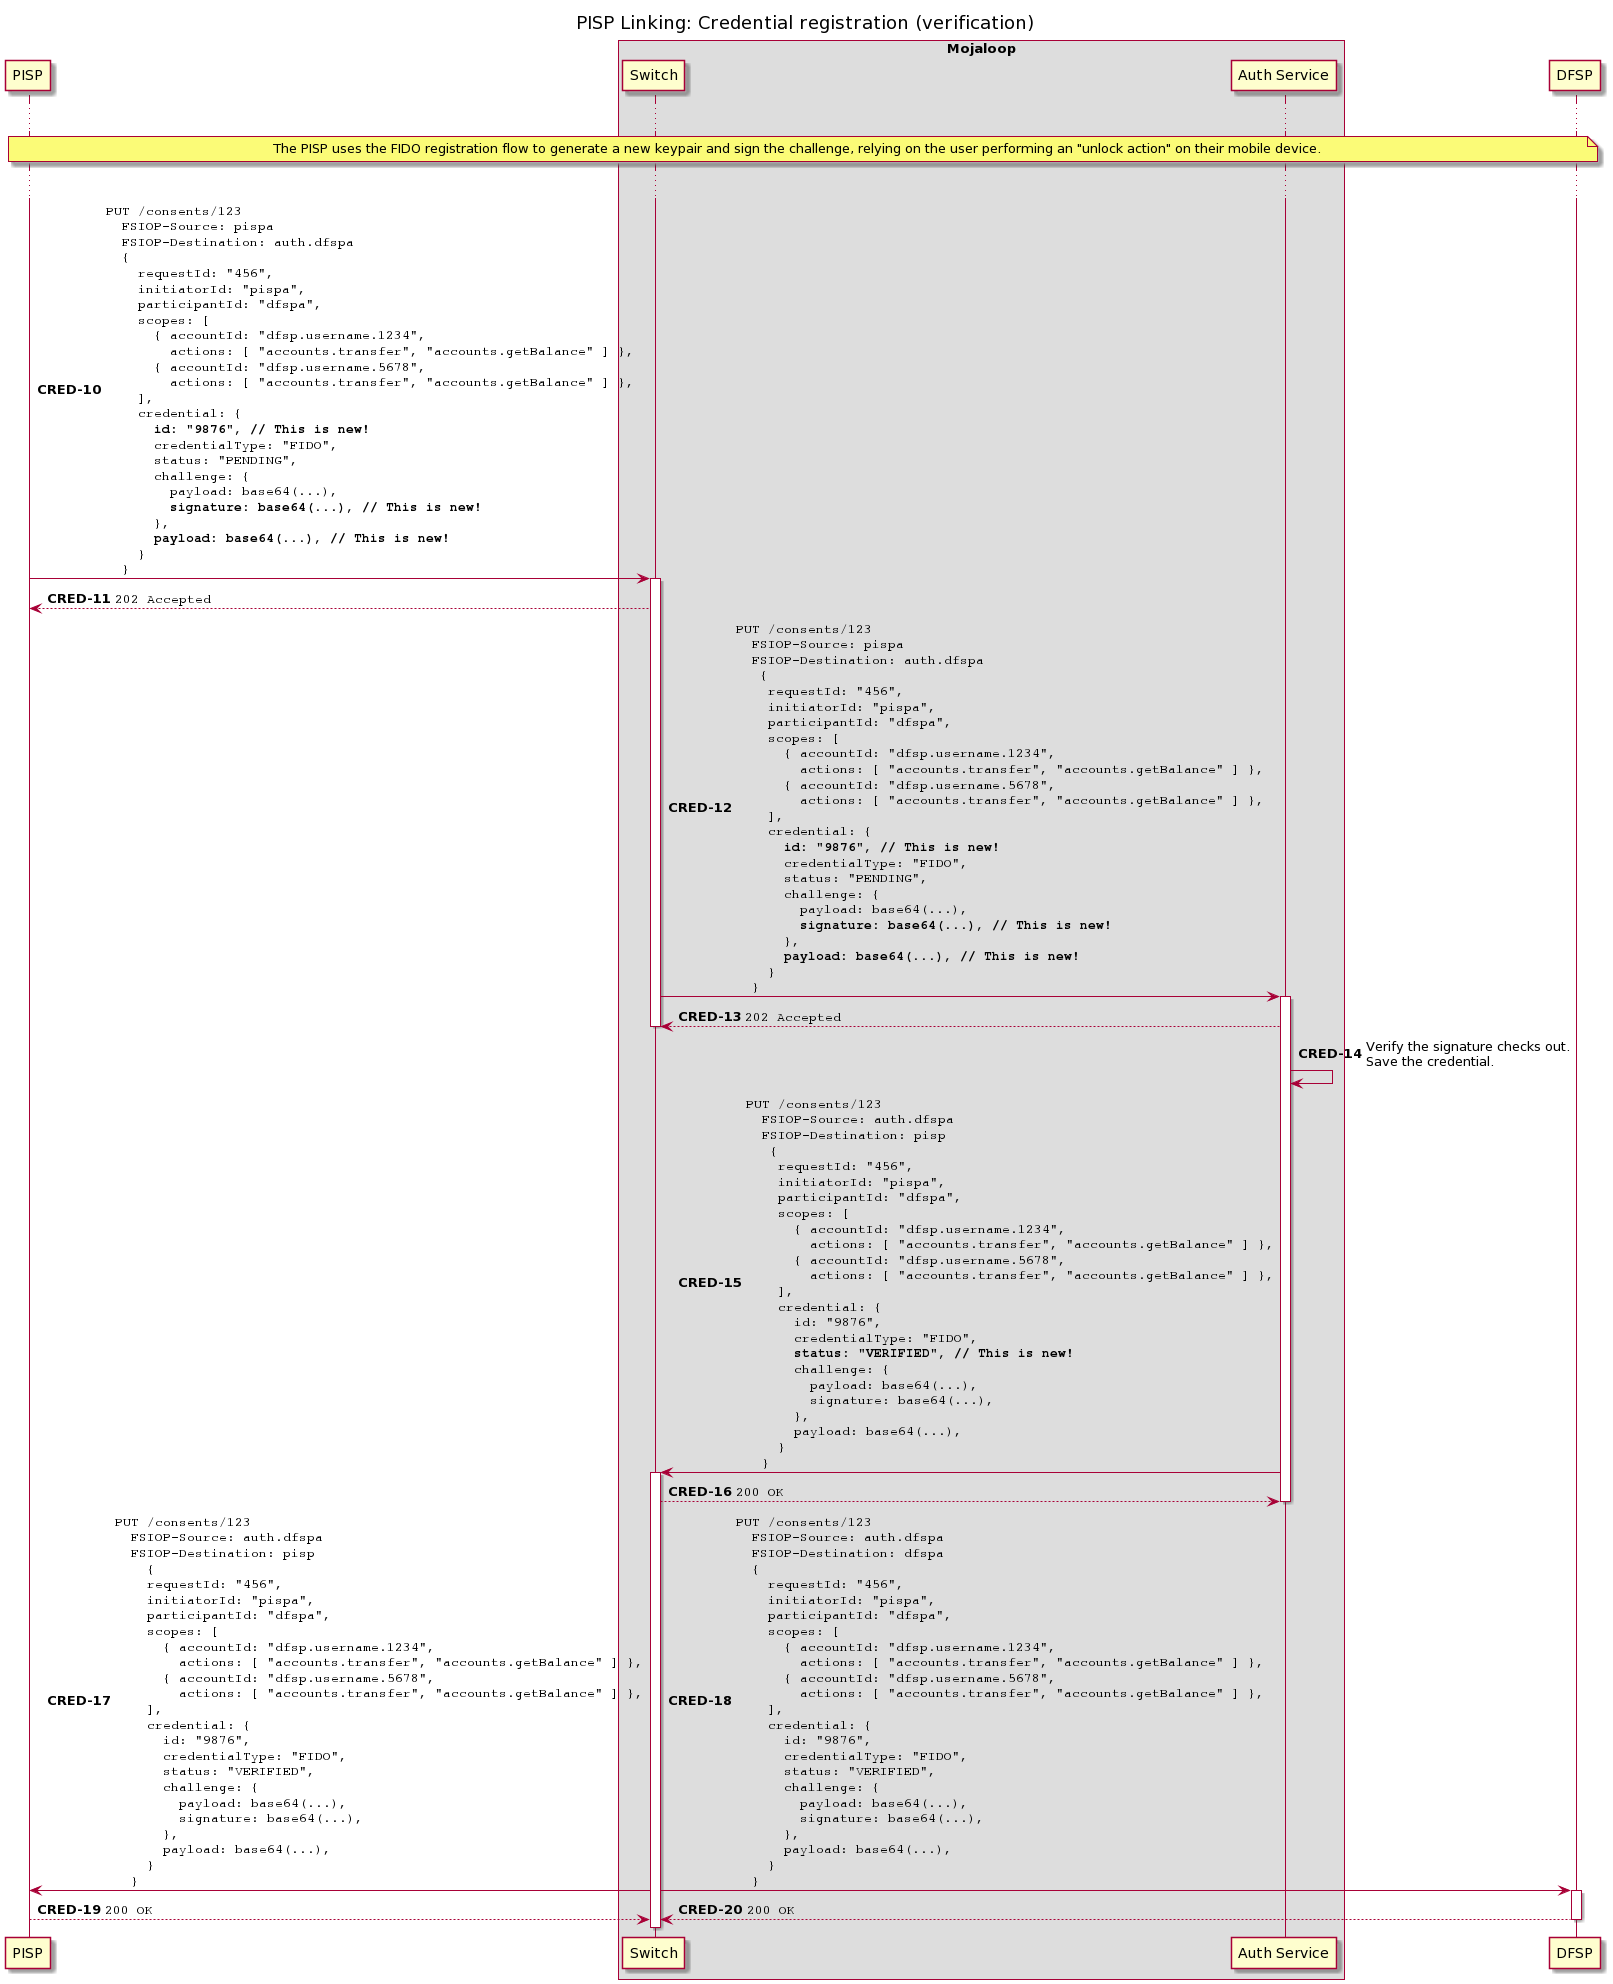 PISP Linking: Credential registration (verification)
Mojaloop
PISP
Switch
Auth Service
DFSP
The PISP uses the FIDO registration flow to generate a new keypair and sign the challenge, relying on the user performing an "unlock action" on their mobile device.
CRED-10
PUT /consents/123
FSIOP-Source: pispa
FSIOP-Destination: auth.dfspa
{
requestId: "456",
initiatorId: "pispa",
participantId: "dfspa",
scopes: [
{ accountId: "dfsp.username.1234",
actions: [ "accounts.transfer", "accounts.getBalance" ] },
{ accountId: "dfsp.username.5678",
actions: [ "accounts.transfer", "accounts.getBalance" ] },
],
credential: {
id: "9876", // This is new!
credentialType: "FIDO",
status: "PENDING",
challenge: {
payload: base64(...),
signature: base64(...), // This is new!
},
payload: base64(...), // This is new!
}
}
CRED-11 202 Accepted
CRED-12
PUT /consents/123
FSIOP-Source: pispa
FSIOP-Destination: auth.dfspa
{
requestId: "456",
initiatorId: "pispa",
participantId: "dfspa",
scopes: [
{ accountId: "dfsp.username.1234",
actions: [ "accounts.transfer", "accounts.getBalance" ] },
{ accountId: "dfsp.username.5678",
actions: [ "accounts.transfer", "accounts.getBalance" ] },
],
credential: {
id: "9876", // This is new!
credentialType: "FIDO",
status: "PENDING",
challenge: {
payload: base64(...),
signature: base64(...), // This is new!
},
payload: base64(...), // This is new!
}
}
CRED-13 202 Accepted
CRED-14
Verify the signature checks out.
Save the credential.
CRED-15
PUT /consents/123
FSIOP-Source: auth.dfspa
FSIOP-Destination: pisp
{
requestId: "456",
initiatorId: "pispa",
participantId: "dfspa",
scopes: [
{ accountId: "dfsp.username.1234",
actions: [ "accounts.transfer", "accounts.getBalance" ] },
{ accountId: "dfsp.username.5678",
actions: [ "accounts.transfer", "accounts.getBalance" ] },
],
credential: {
id: "9876",
credentialType: "FIDO",
status: "VERIFIED", // This is new!
challenge: {
payload: base64(...),
signature: base64(...),
},
payload: base64(...),
}
}
CRED-16 200 OK
CRED-17
PUT /consents/123
FSIOP-Source: auth.dfspa
FSIOP-Destination: pisp
{
requestId: "456",
initiatorId: "pispa",
participantId: "dfspa",
scopes: [
{ accountId: "dfsp.username.1234",
actions: [ "accounts.transfer", "accounts.getBalance" ] },
{ accountId: "dfsp.username.5678",
actions: [ "accounts.transfer", "accounts.getBalance" ] },
],
credential: {
id: "9876",
credentialType: "FIDO",
status: "VERIFIED",
challenge: {
payload: base64(...),
signature: base64(...),
},
payload: base64(...),
}
}
CRED-18
PUT /consents/123
FSIOP-Source: auth.dfspa
FSIOP-Destination: dfspa
{
requestId: "456",
initiatorId: "pispa",
participantId: "dfspa",
scopes: [
{ accountId: "dfsp.username.1234",
actions: [ "accounts.transfer", "accounts.getBalance" ] },
{ accountId: "dfsp.username.5678",
actions: [ "accounts.transfer", "accounts.getBalance" ] },
],
credential: {
id: "9876",
credentialType: "FIDO",
status: "VERIFIED",
challenge: {
payload: base64(...),
signature: base64(...),
},
payload: base64(...),
}
}
CRED-19 200 OK
CRED-20 200 OK
PISP
Switch
Auth Service
DFSP